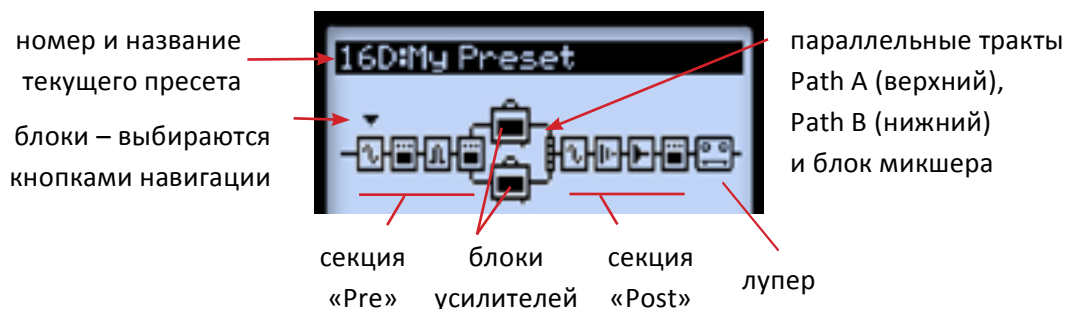 номер и название
текущего пресета
блоки – выбираются
кнопками навигации
16D:My Preset
параллельные тракты
Path A (верхний),
Path B (нижний)
и блок микшера
секция
«Pre»
блоки
усилителей
секция
«Post»
лупер